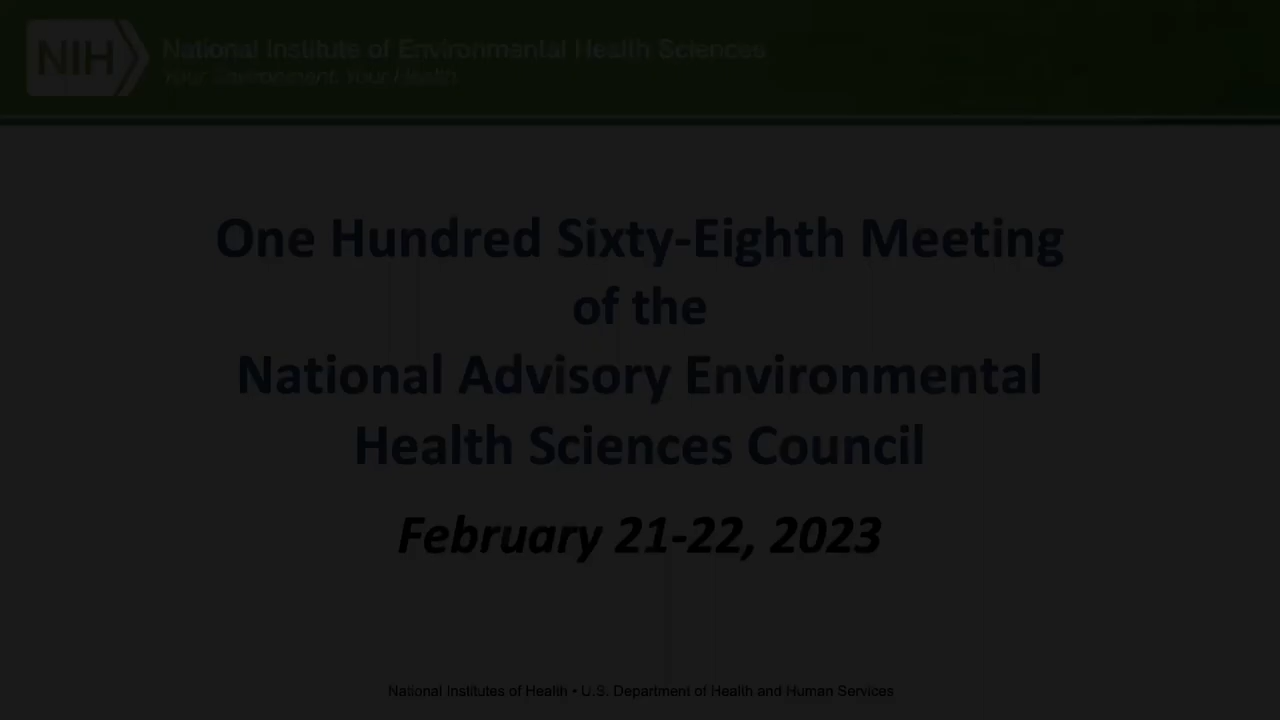 NIH
National Institute of Environmental Health Sciences
Your Environment. Your Health.
One Hundred Sixty-Eighth Meeting
of the
National Advisory Environmental
Health Sciences Council
February 21-22, 2023
National Institutes of Health • U.S. Department of Health and Human Services